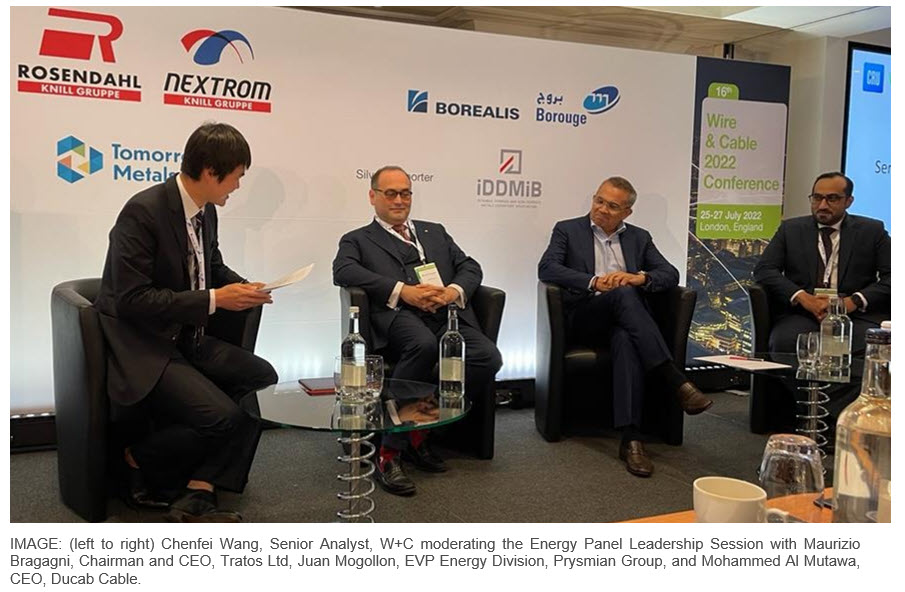 ROSENDAHL
KNILL GRUPPE
NEXTROM
KNILL GRUPPE
BOREALIS
بروج
Borouge
16th
Wire
& Cable
2022
Conference
25-27 July 2022
London, England
CRU
Ser
Tomorro
Metals
Silv
orter
iDDMiB
IMAGE: (left to right) Chenfei Wang, Senior Analyst, W+C moderating the Energy Panel Leadership Session with Maurizio
Bragagni, Chairman and CEO, Tratos Ltd, Juan Mogollon, EVP Energy Division, Prysmian Group, and Mohammed Al Mutawa,
CEO, Ducab Cable.